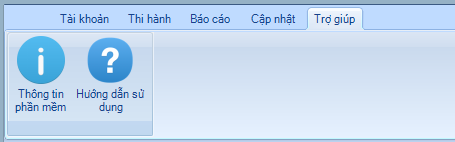 Tài khoản Thi hành Báo cáo Cập nhật Trợ giúp
Thông tin Hướng dẫn sử
phần mềm dụng